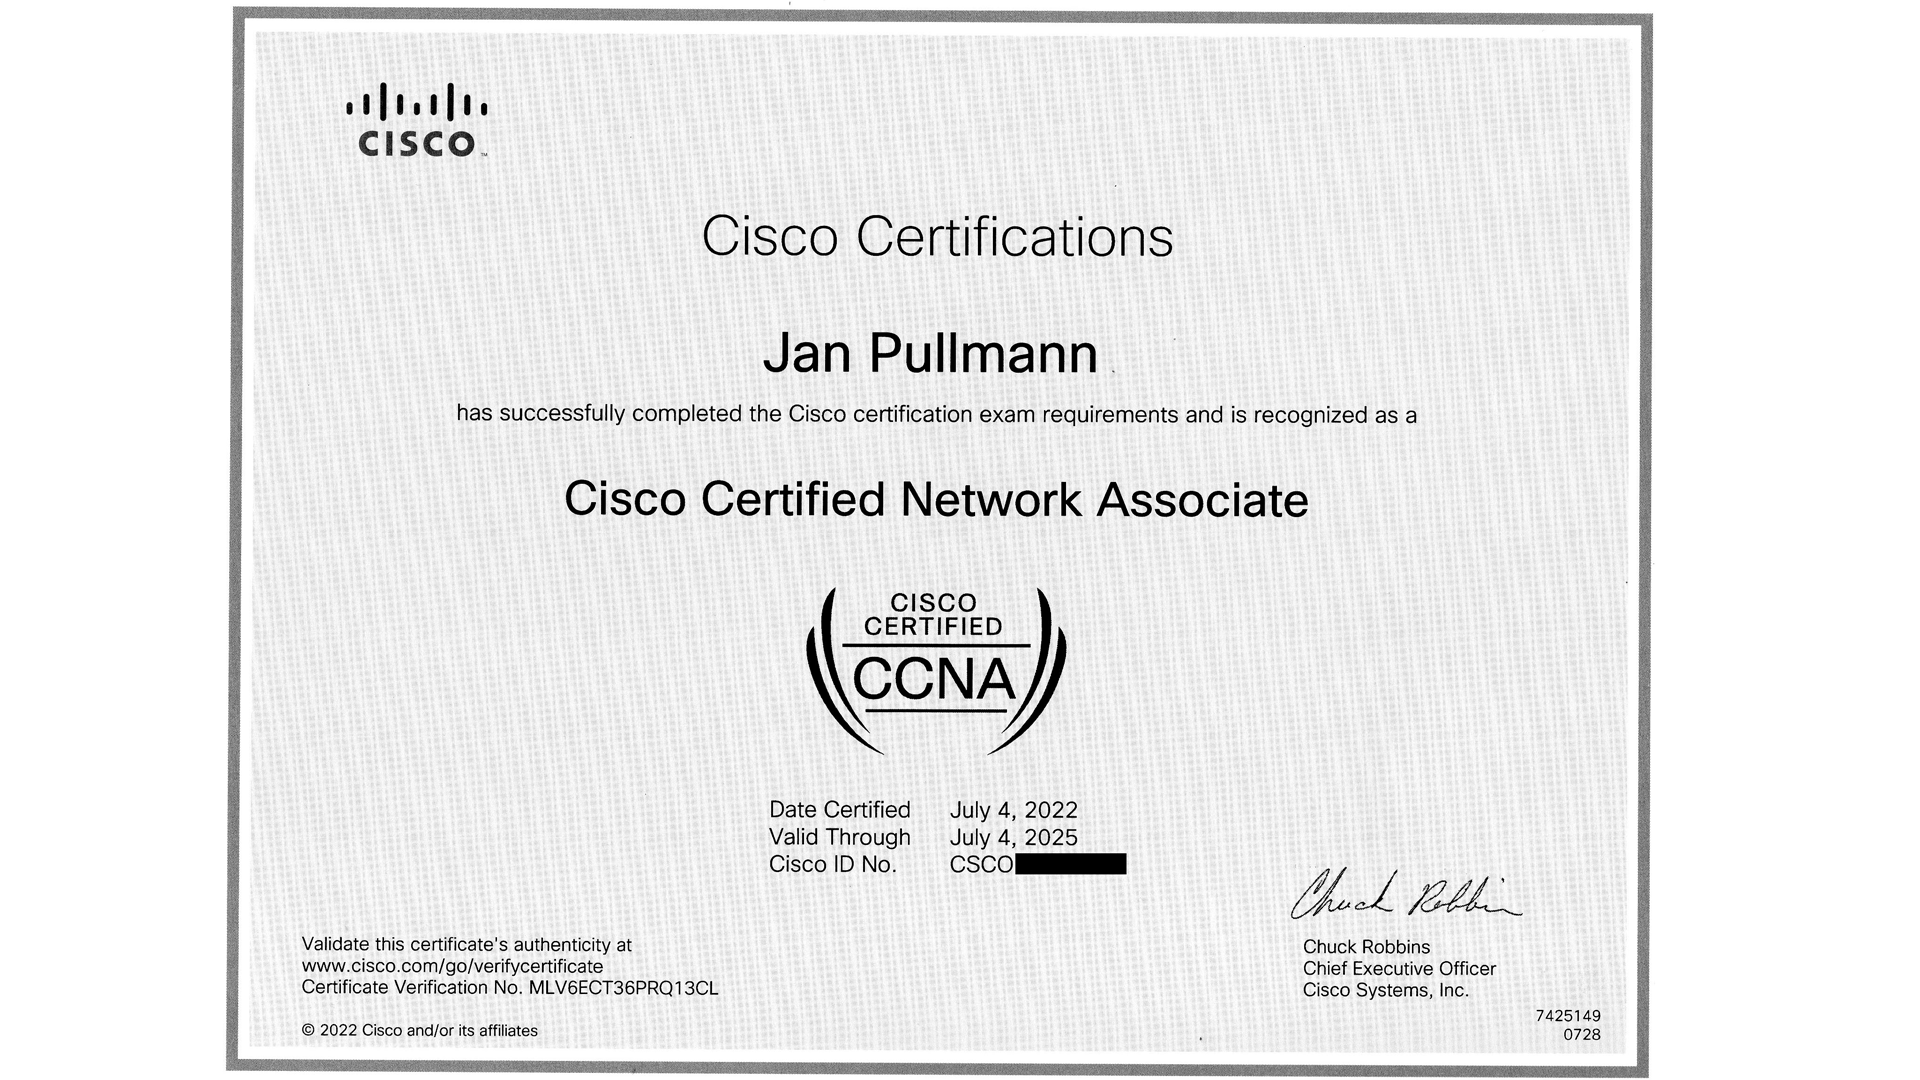 CISCO™
Cisco Certifications
Jan Pullmann
has successfully completed the Cisco certification exam requirements and is recognized as a
Cisco Certified Network Associate
CISCO
CERTIFIED
CCNA
Date Certified July 4, 2022
Valid Through July 4, 2025
Cisco ID No. CSCO
Chuck Robbins
Validate this certificate's authenticity at
www.cisco.com/go/verifycertificate
Certificate Verification No. MLV6ECT36PRQ13CL
© 2022 Cisco and/or its affiliates
Chuck Robbins
Chief Executive Officer
Cisco Systems, Inc.
7425149
0728